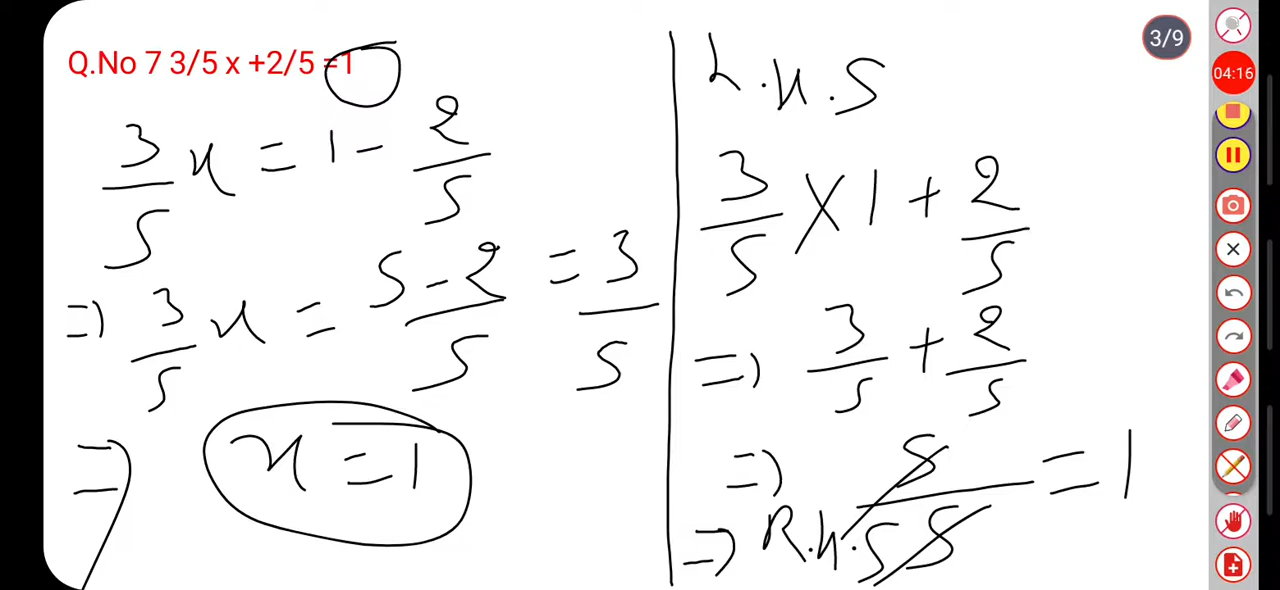 Q.No 7 3/5 x +2/5 =1
3/5 x = 1 - 2/5
=> 3/5 x = 5-2/5 = 3/5
=> x = 1
L.H.S
3/5 X 1 + 2/5
=> 3/5 + 2/5
=> 5/5 = 1
=> R.H.S
3/9
04:16